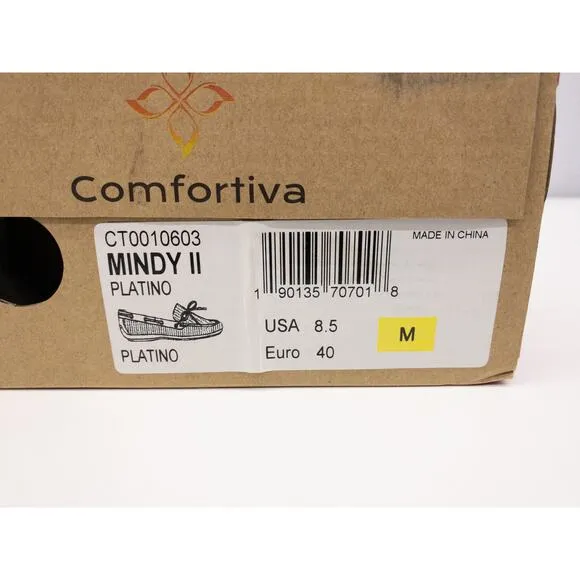 Comfortiva
CT0010603
MINDY II
PLATINO
PLATINO
1 90135 70701 8
MADE IN CHINA
USA 8.5
Euro 40
M